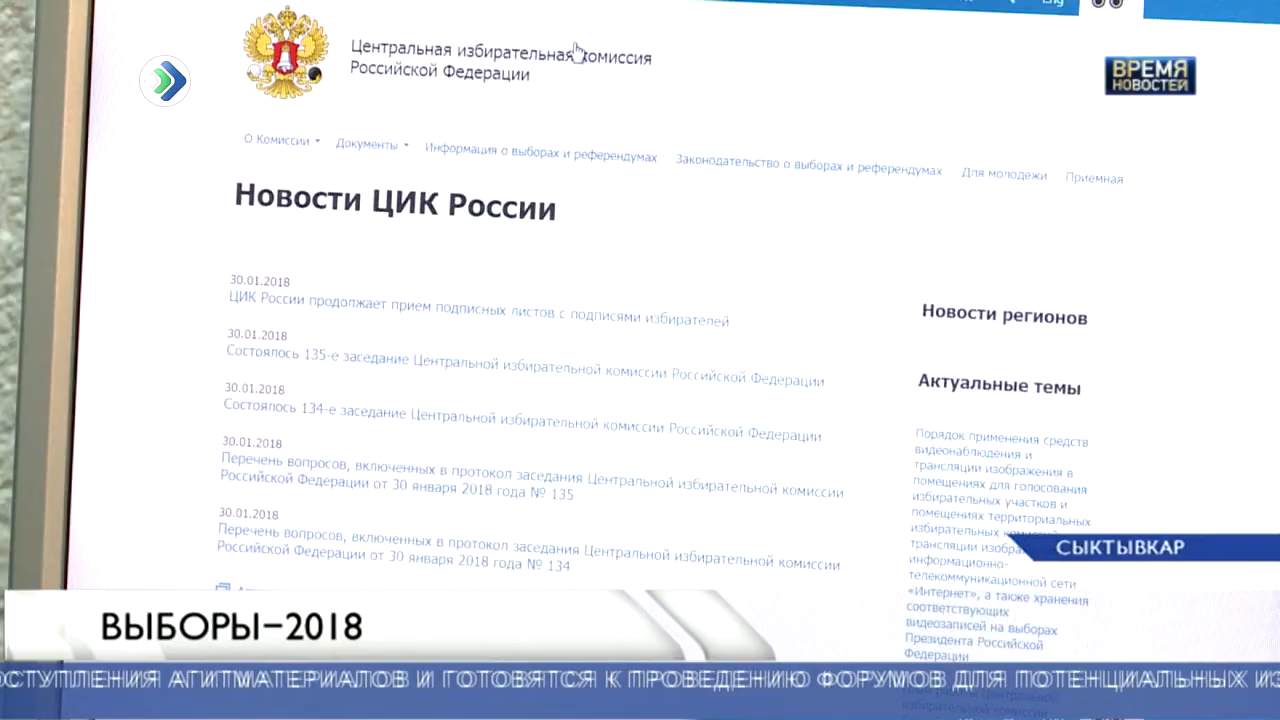 Eng
Центральная избирательная комиссия
Российской Федерации
ВРЕМЯ
НОВОСТЕЙ
О Комиссии Документы Информация о выборах и референдумах Законодательство о выборах и референдумах Для молодежи Приемная
Новости ЦИК России
30.01.2018
ЦИК России продолжает прием подписных листов с подписями избирателей
30.01.2018
Состоялось 135-е заседание Центральной избирательной комиссии Российской Федерации
30.01.2018
Состоялось 134-е заседание Центральной избирательной комиссии Российской Федерации
30.01.2018
Перечень вопросов, включенных в протокол заседания Центральной избирательной комиссии
Российской Федерации от 30 января 2018 года № 135
30.01.2018
Перечень вопросов, включенных в протокол заседания Центральной избирательной комиссии
Российской Федерации от 30 января 2018 года № 134
Новости регионов
Актуальные темы
Порядок применения средств
видеонаблюдения и
трансляции изображения в
помещениях для голосования
избирательных участков и
помещениях территориальных
избирательных
трансляции
информационно-
телекоммуникационной сети
«Интернет», а также хранения
соответствующих
видеозаписей на выборах
Президента Российской
Федерации
СЫКТЫВКАР
ВЫБОРЫ-2018
ОСТУПЛЕНИЯ АГИТМАТЕРИАЛОВ И ГОТОВЯТСЯ К ПРОВЕДЕНИЮ ФОРУМОВ ДЛЯ ПОТЕНЦИАЛЬНЫХ ИЗ